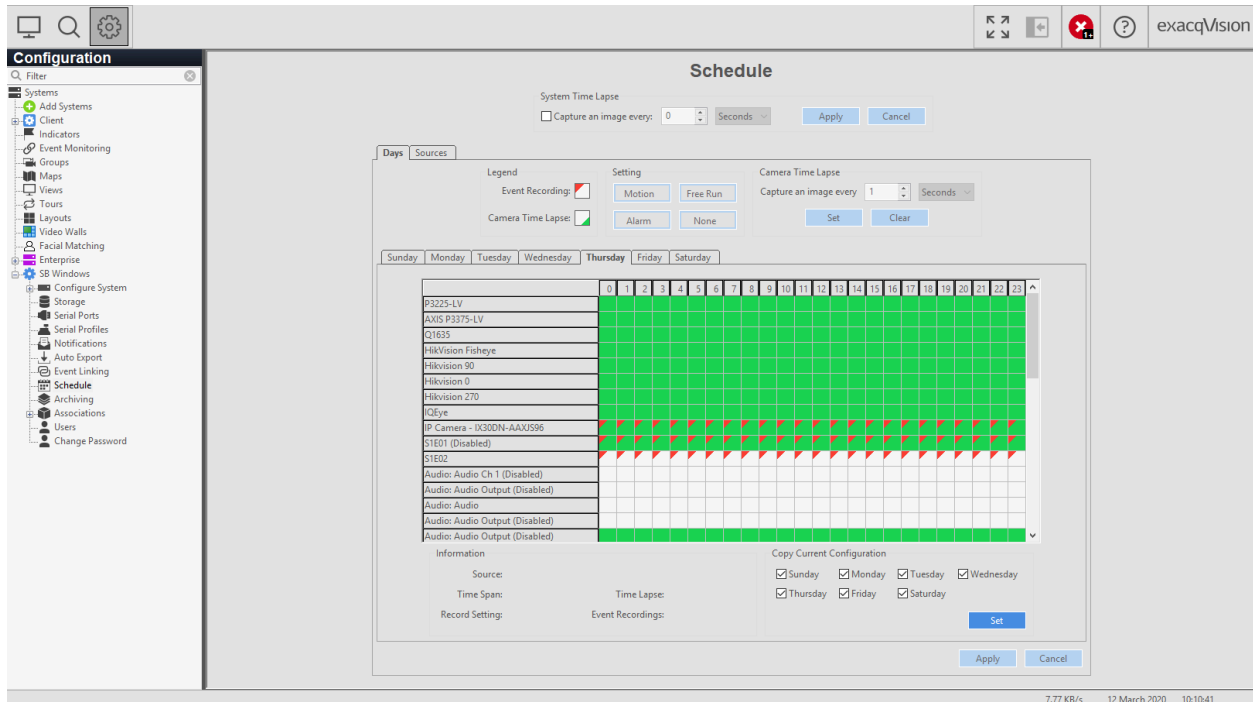 1+
?
exacqVision
Configuration
Filter
Systems
Add Systems
Client
Indicators
Event Monitoring
Groups
Maps
Views
Tours
Layouts
Video Walls
Facial Matching
Enterprise
SB Windows
Configure System
Storage
Serial Ports
Serial Profiles
Notifications
Auto Export
Event Linking
Schedule
Archiving
Associations
Users
Change Password
Schedule
System Time Lapse
Capture an image every: 0 Seconds Apply Cancel
Days Sources
Legend Setting Camera Time Lapse
Event Recording: Motion Free Run Capture an image every 1 Seconds
Camera Time Lapse: Alarm None Set Clear
Sunday Monday Tuesday Wednesday Thursday Friday Saturday
0 1 2 3 4 5 6 7 8 9 10 11 12 13 14 15 16 17 18 19 20 21 22 23
P3225-LV
AXIS P3375-LV
Q1635
HikVision Fisheye
Hikvision 90
Hikvision 0
Hikvision 270
IQEye
IP Camera - IX30DN-AAXJS96
S1E01 (Disabled)
S1E02
Audio: Audio Ch 1 (Disabled)
Audio: Audio Output (Disabled)
Audio: Audio
Audio: Audio Output (Disabled)
Audio: Audio Output (Disabled)
Information Copy Current Configuration
Source: Sunday Monday Tuesday Wednesday
Time Span: Time Lapse: Thursday Friday Saturday
Record Setting: Event Recordings: Set
Apply Cancel
7.77 KB/s 12 March 2020 10:10:41